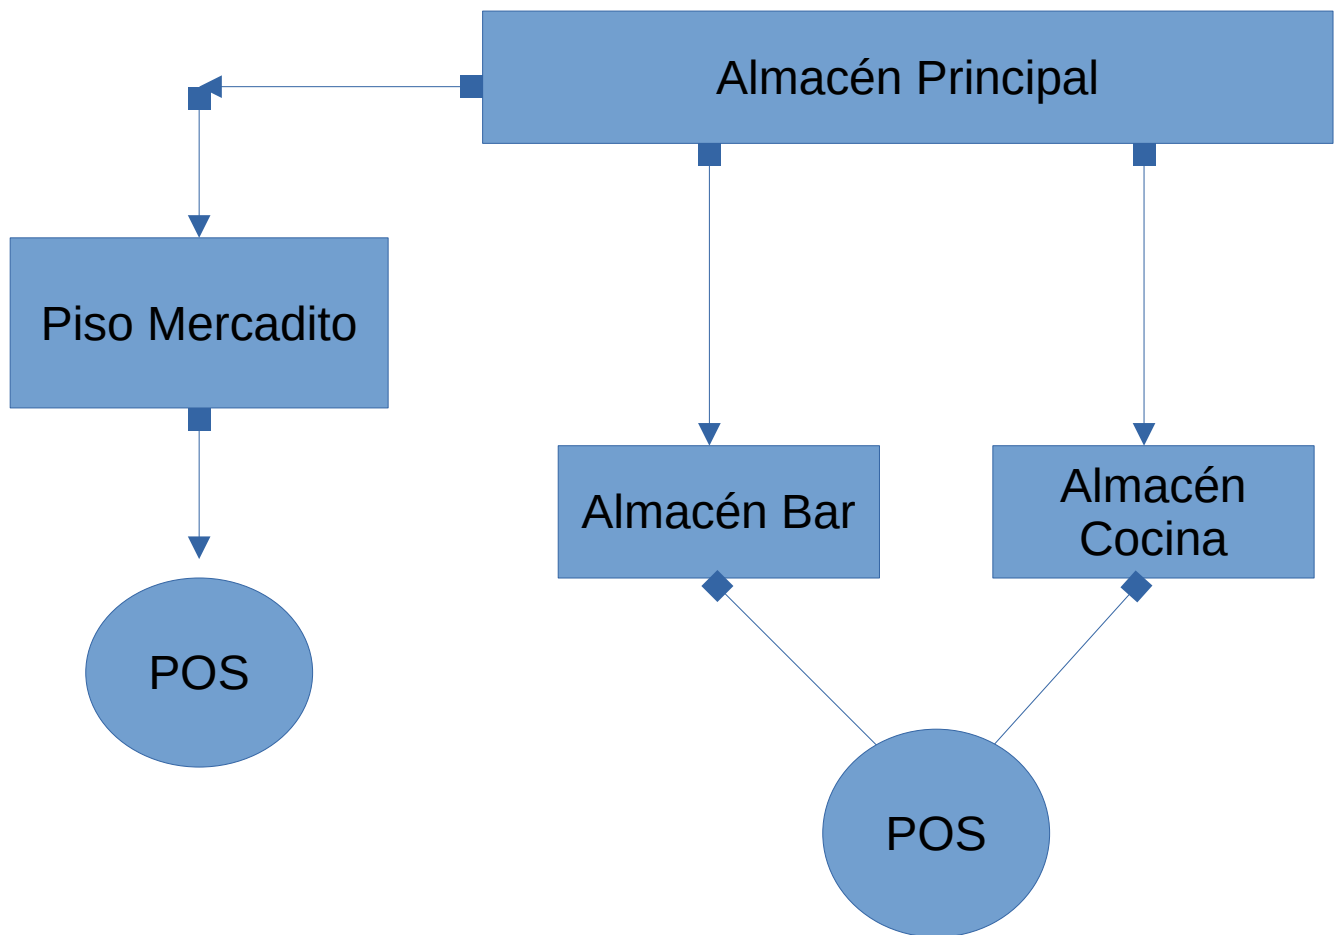 Almacén Principal
Piso Mercadito
Almacén Bar
Almacén
Cocina
POS
POS